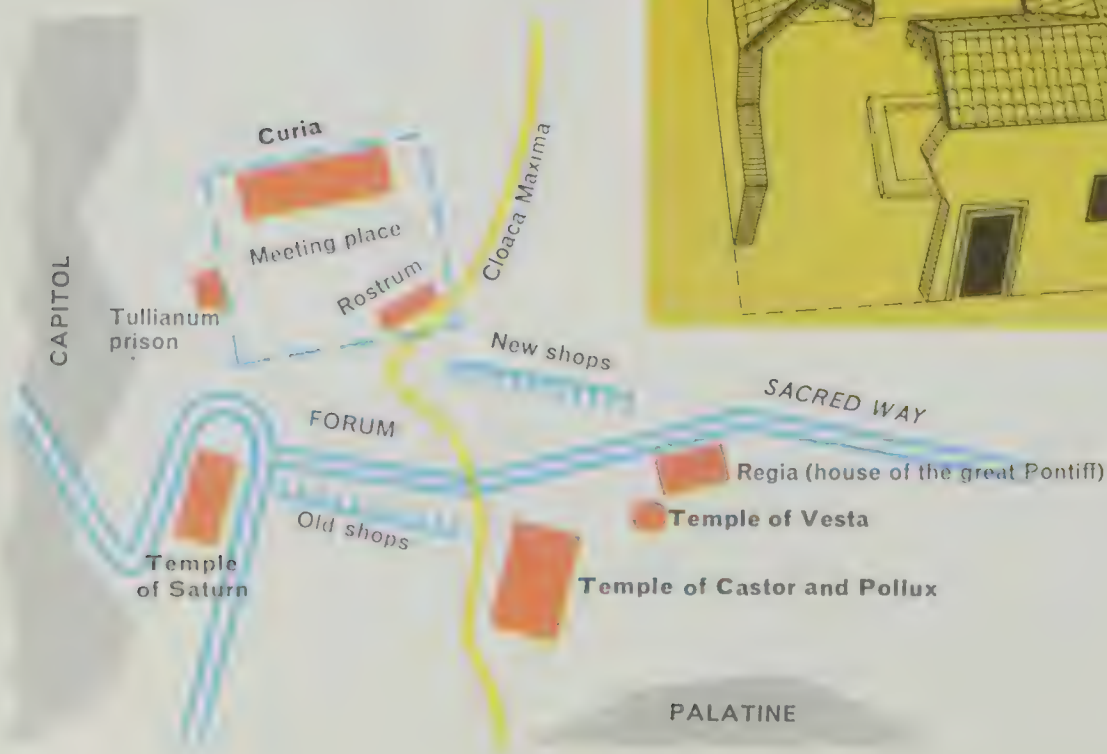 Curia
Cloaca Maxima
Meeting place
Rostrum
CAPITOL
Tullianum
prison
New shops
SACRED WAY
FORUM
Regia (house of the great Pontiff)
Old shops
Temple of Vesta
Temple
of Saturn
Temple of Castor and Pollux
PALATINE